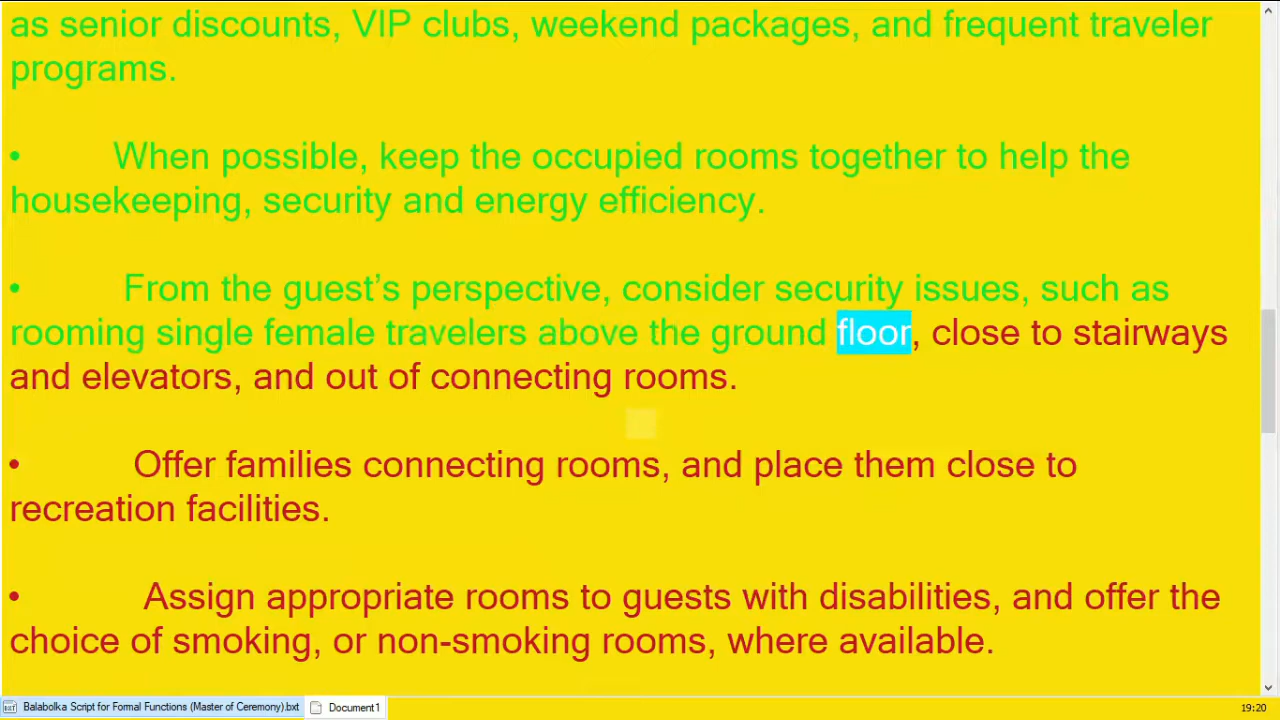 as senior discounts, VIP clubs, weekend packages, and frequent traveler
programs.
• When possible, keep the occupied rooms together to help the
housekeeping, security and energy efficiency.
• From the guest’s perspective, consider security issues, such as
rooming single female travelers above the ground floor, close to stairways
and elevators, and out of connecting rooms.
• Offer families connecting rooms, and place them close to
recreation facilities.
• Assign appropriate rooms to guests with disabilities, and offer the
choice of smoking, or non-smoking rooms, where available.
Balabolka Script for Formal Functions (Master of Ceremony).bxt Document1 19:20